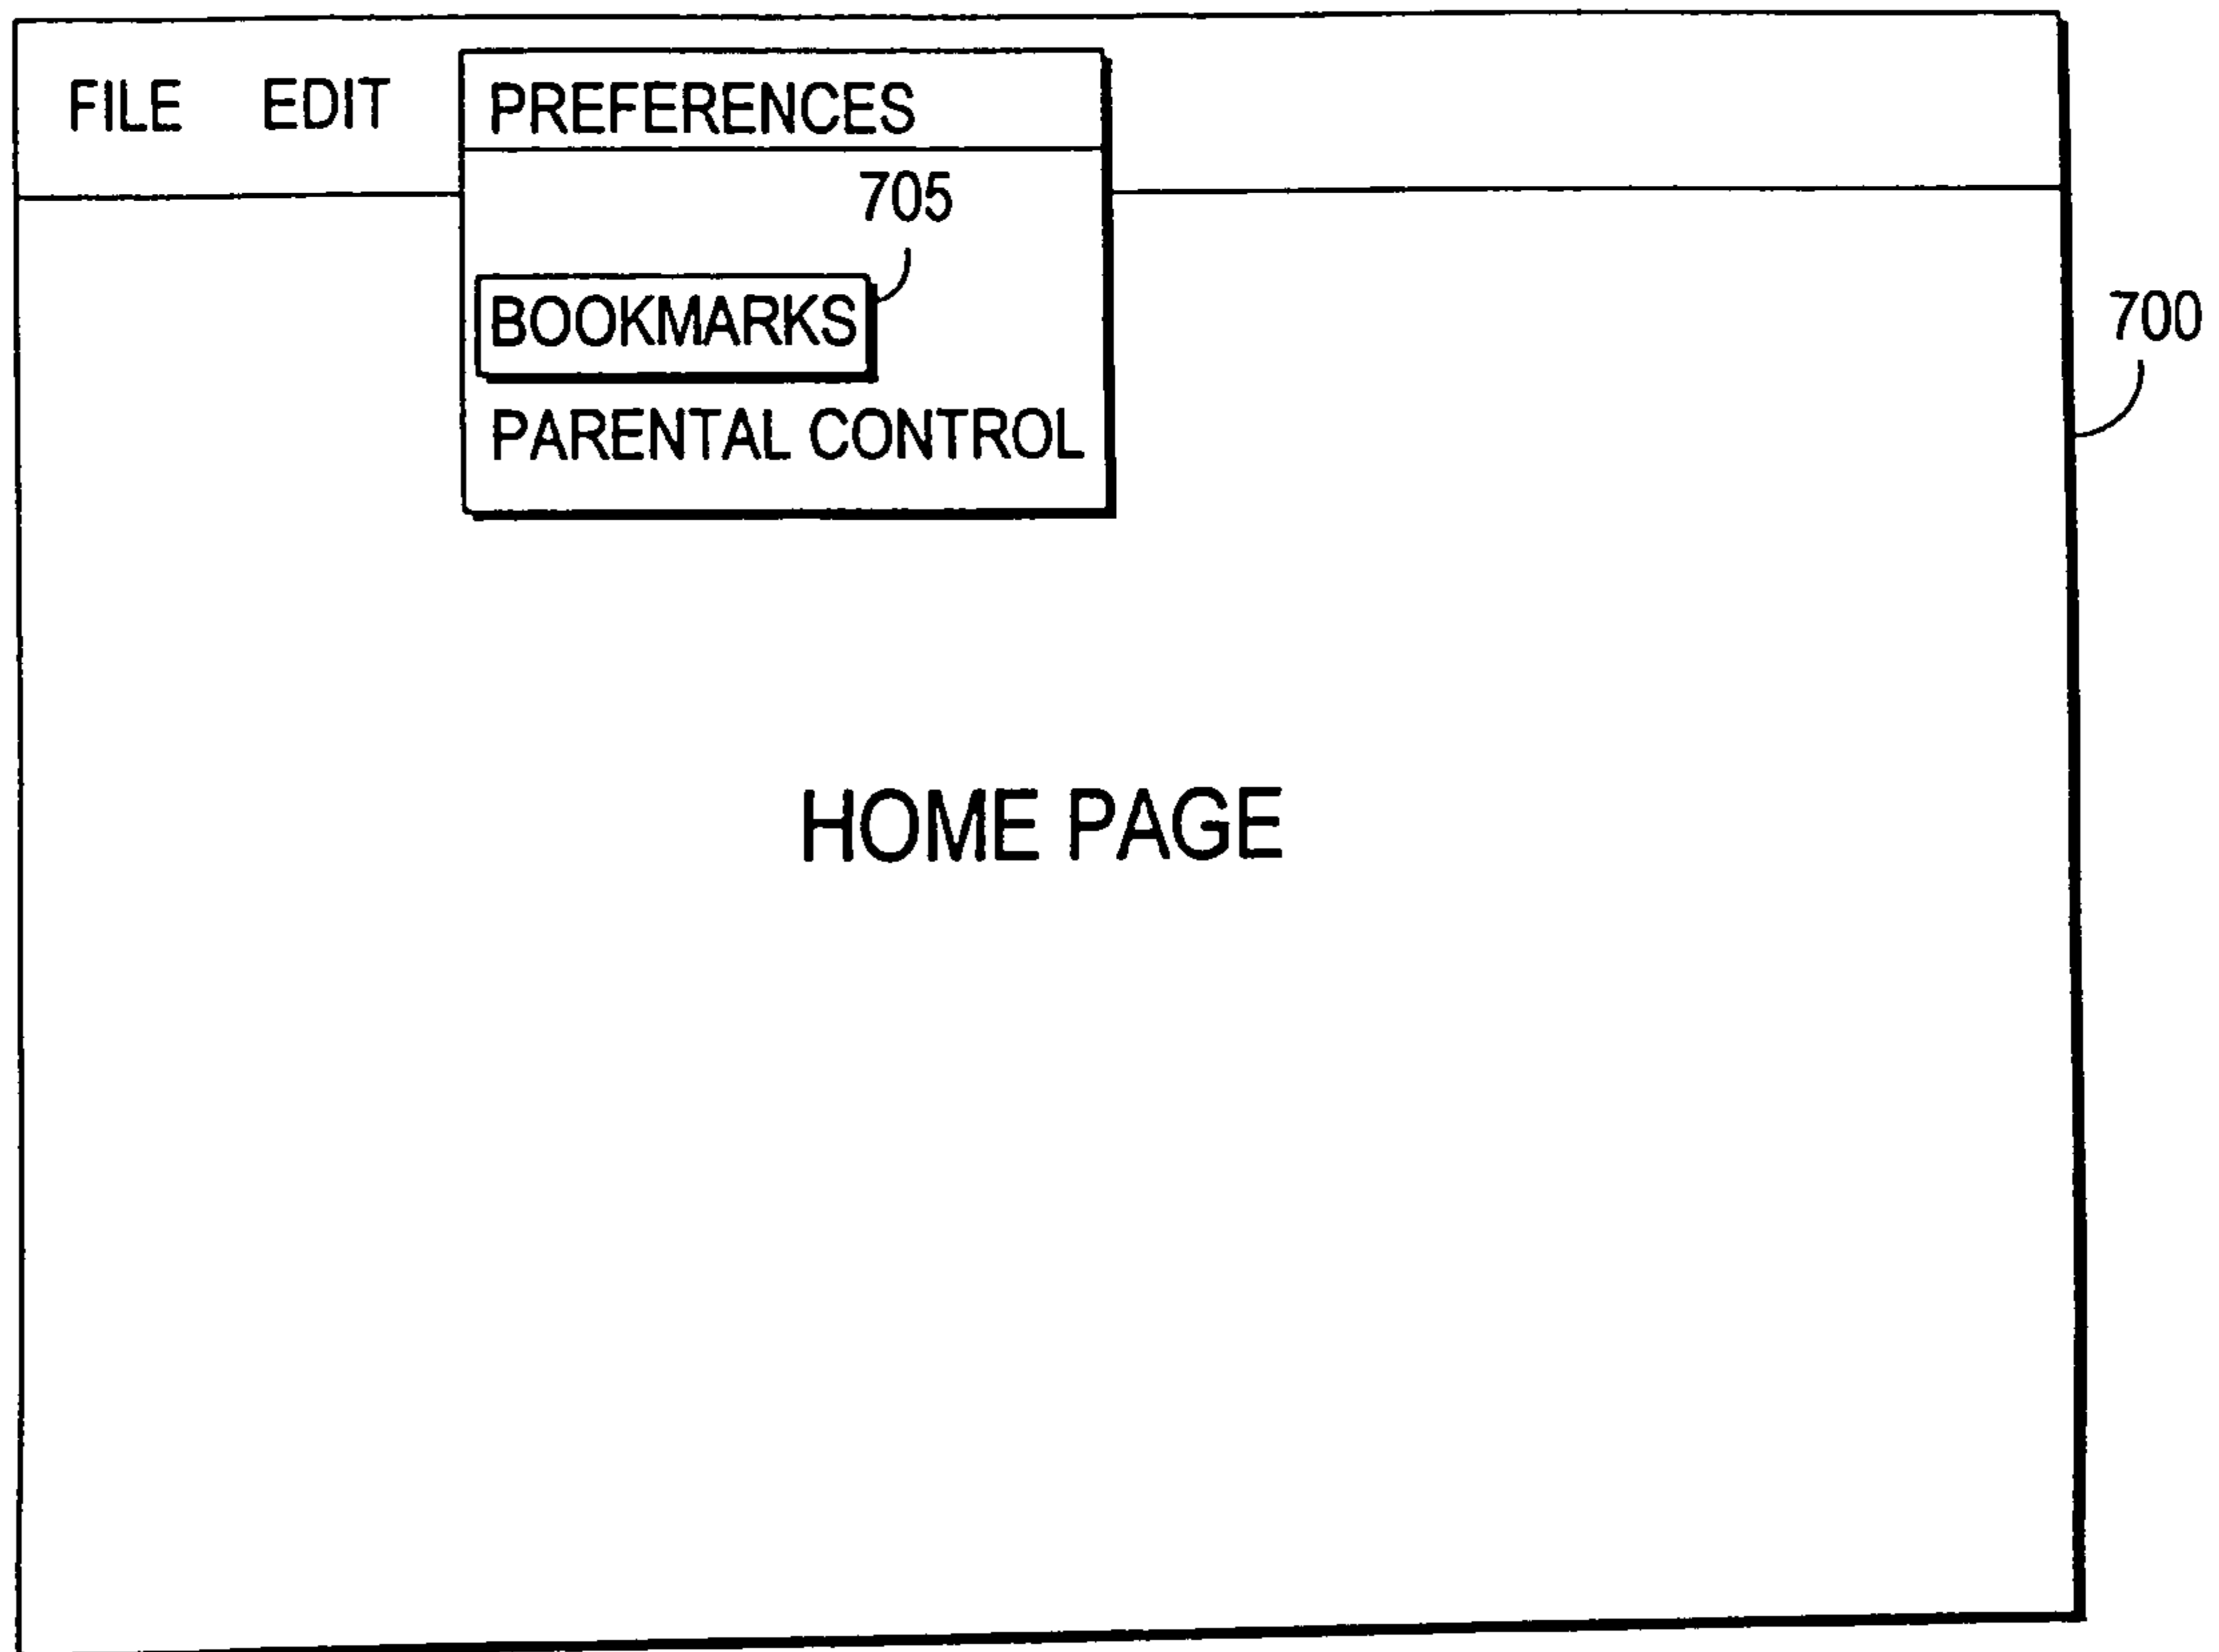 FILE EDIT PREFERENCES
705
BOOKMARKS
700
PARENTAL CONTROL
HOME PAGE